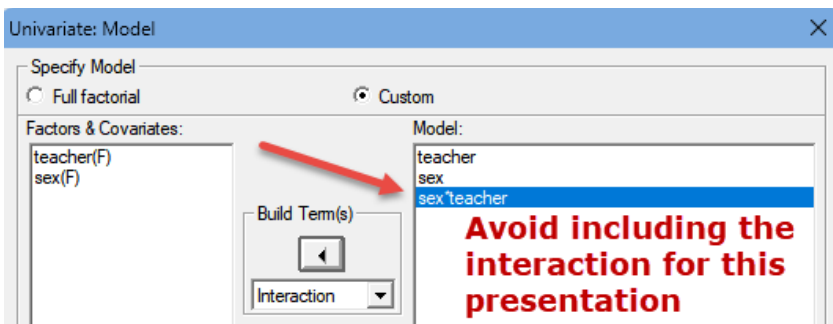 Univariate: Model
Specify Model
Full factorial
Custom
Factors & Covariates:
Model:
teacher(F)
sex(F)
teacher
sex
sex*teacher
Build Term(s)
Interaction
Avoid including the
interaction for this
presentation